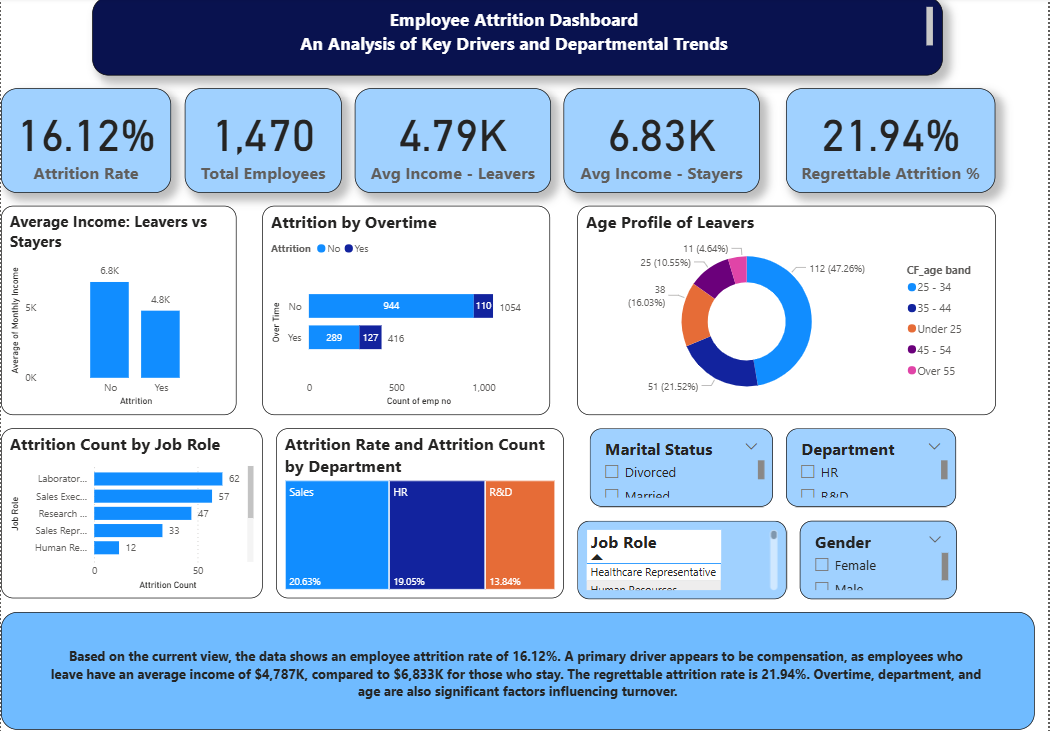 Employee Attrition Dashboard
An Analysis of Key Drivers and Departmental Trends
16.12%
Attrition Rate
1,470
Total Employees
4.79K
Avg Income - Leavers
6.83K
Avg Income - Stayers
21.94%
Regrettable Attrition %
Average Income: Leavers vs
Stayers
Average of Monthly Income
5K
0K
6.8K
4.8K
No
Yes
Attrition
Attrition by Overtime
Attrition No Yes
Over Time
No
944
110
1054
Yes
289
127
416
0
500
1,000
Count of emp no
Age Profile of Leavers
11 (4.64%)
25 (10.55%)
38
(16.03%)
51 (21.52%)
112 (47.26%)
CF_age band
25 - 34
35 - 44
Under 25
45 - 54
Over 55
Attrition Count by Job Role
Job Role
Laborator... 62
Sales Exec... 57
Research ... 47
Sales Repr... 33
Human Re... 12
0
50
Attrition Count
Attrition Rate and Attrition Count
by Department
Sales
20.63%
HR
19.05%
R&D
13.84%
Marital Status
Divorced
Married
Department
HR
R&D
Job Role
Healthcare Representative
Human Resources
Gender
Female
Male
Based on the current view, the data shows an employee attrition rate of 16.12%. A primary driver appears to be compensation, as employees who
leave have an average income of $4,787K, compared to $6,833K for those who stay. The regrettable attrition rate is 21.94%. Overtime, department, and
age are also significant factors influencing turnover.